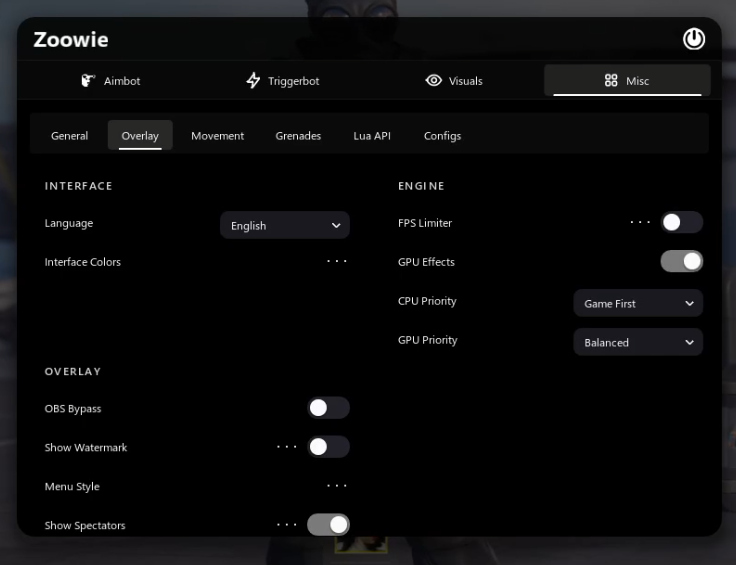 Zoowie
Aimbot Triggerbot Visuals Misc
General Overlay Movement Grenades Lua API Configs
INTERFACE
Language English
Interface Colors
ENGINE
FPS Limiter
GPU Effects
CPU Priority Game First
GPU Priority Balanced
OVERLAY
OBS Bypass
Show Watermark
Menu Style
Show Spectators